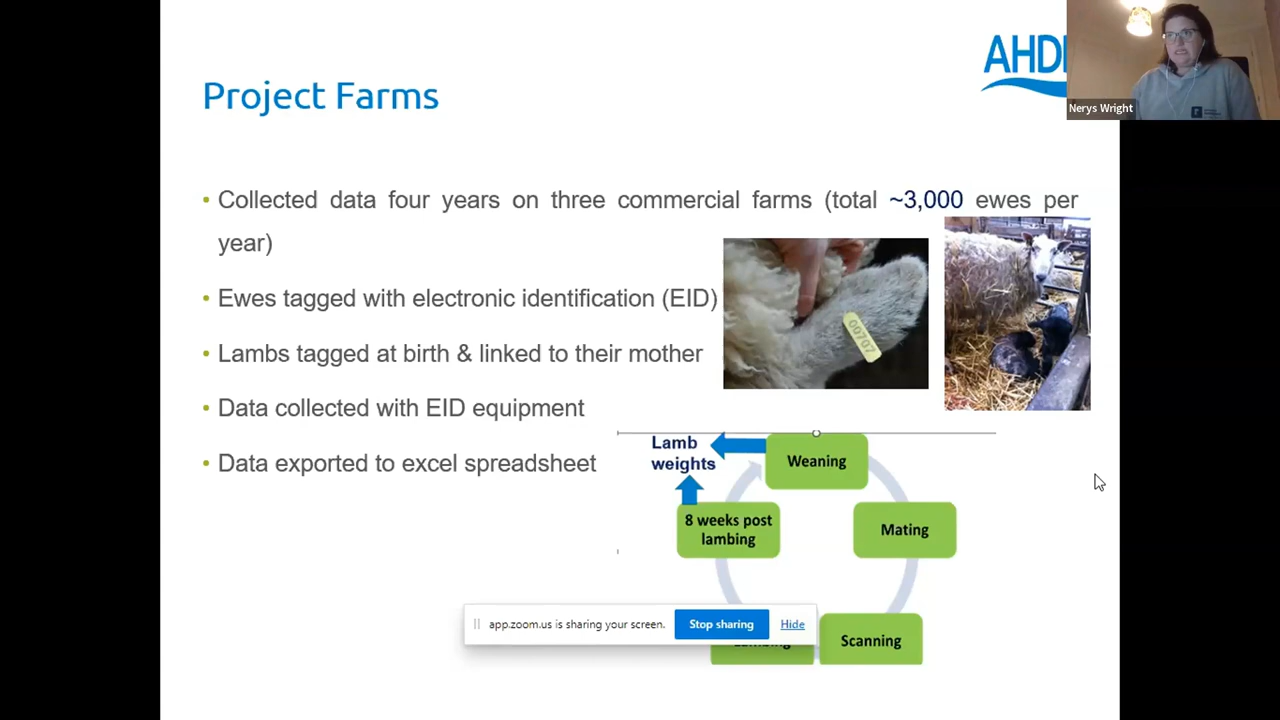 AHD
Nerys Wright
Project Farms
• Collected data four years on three commercial farms (total ~3,000 ewes per
year)
• Ewes tagged with electronic identification (EID)
• Lambs tagged at birth & linked to their mother
• Data collected with EID equipment
• Data exported to excel spreadsheet
00707
Lamb
weights
Weaning
8 weeks post
lambing
Mating
app.zoom.us is sharing your screen.
Stop sharing
Hide
Lambing
Scanning